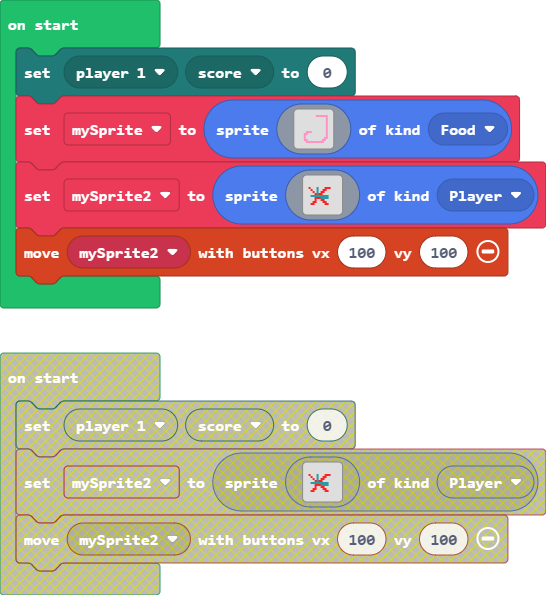 on start
set player 1 score to 0
set mySprite to sprite of kind Food
set mySprite2 to sprite of kind Player
move mySprite2 with buttons vx 100 vy 100
on start
set player 1 score to 0
set mySprite2 to sprite of kind Player
move mySprite2 with buttons vx 100 vy 100